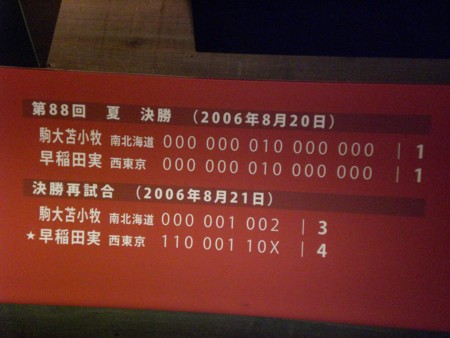 第88回 夏 決勝 (2006年8月20日)
駒大苫小牧 南北海道 000 000 010 000 000 | 1
早稲田実 西東京 000 000 010 000 000 | 1
決勝再試合 (2006年8月21日)
駒大苫小牧 南北海道 000 001 002 | 3
★早稲田実 西東京 110 001 10X | 4